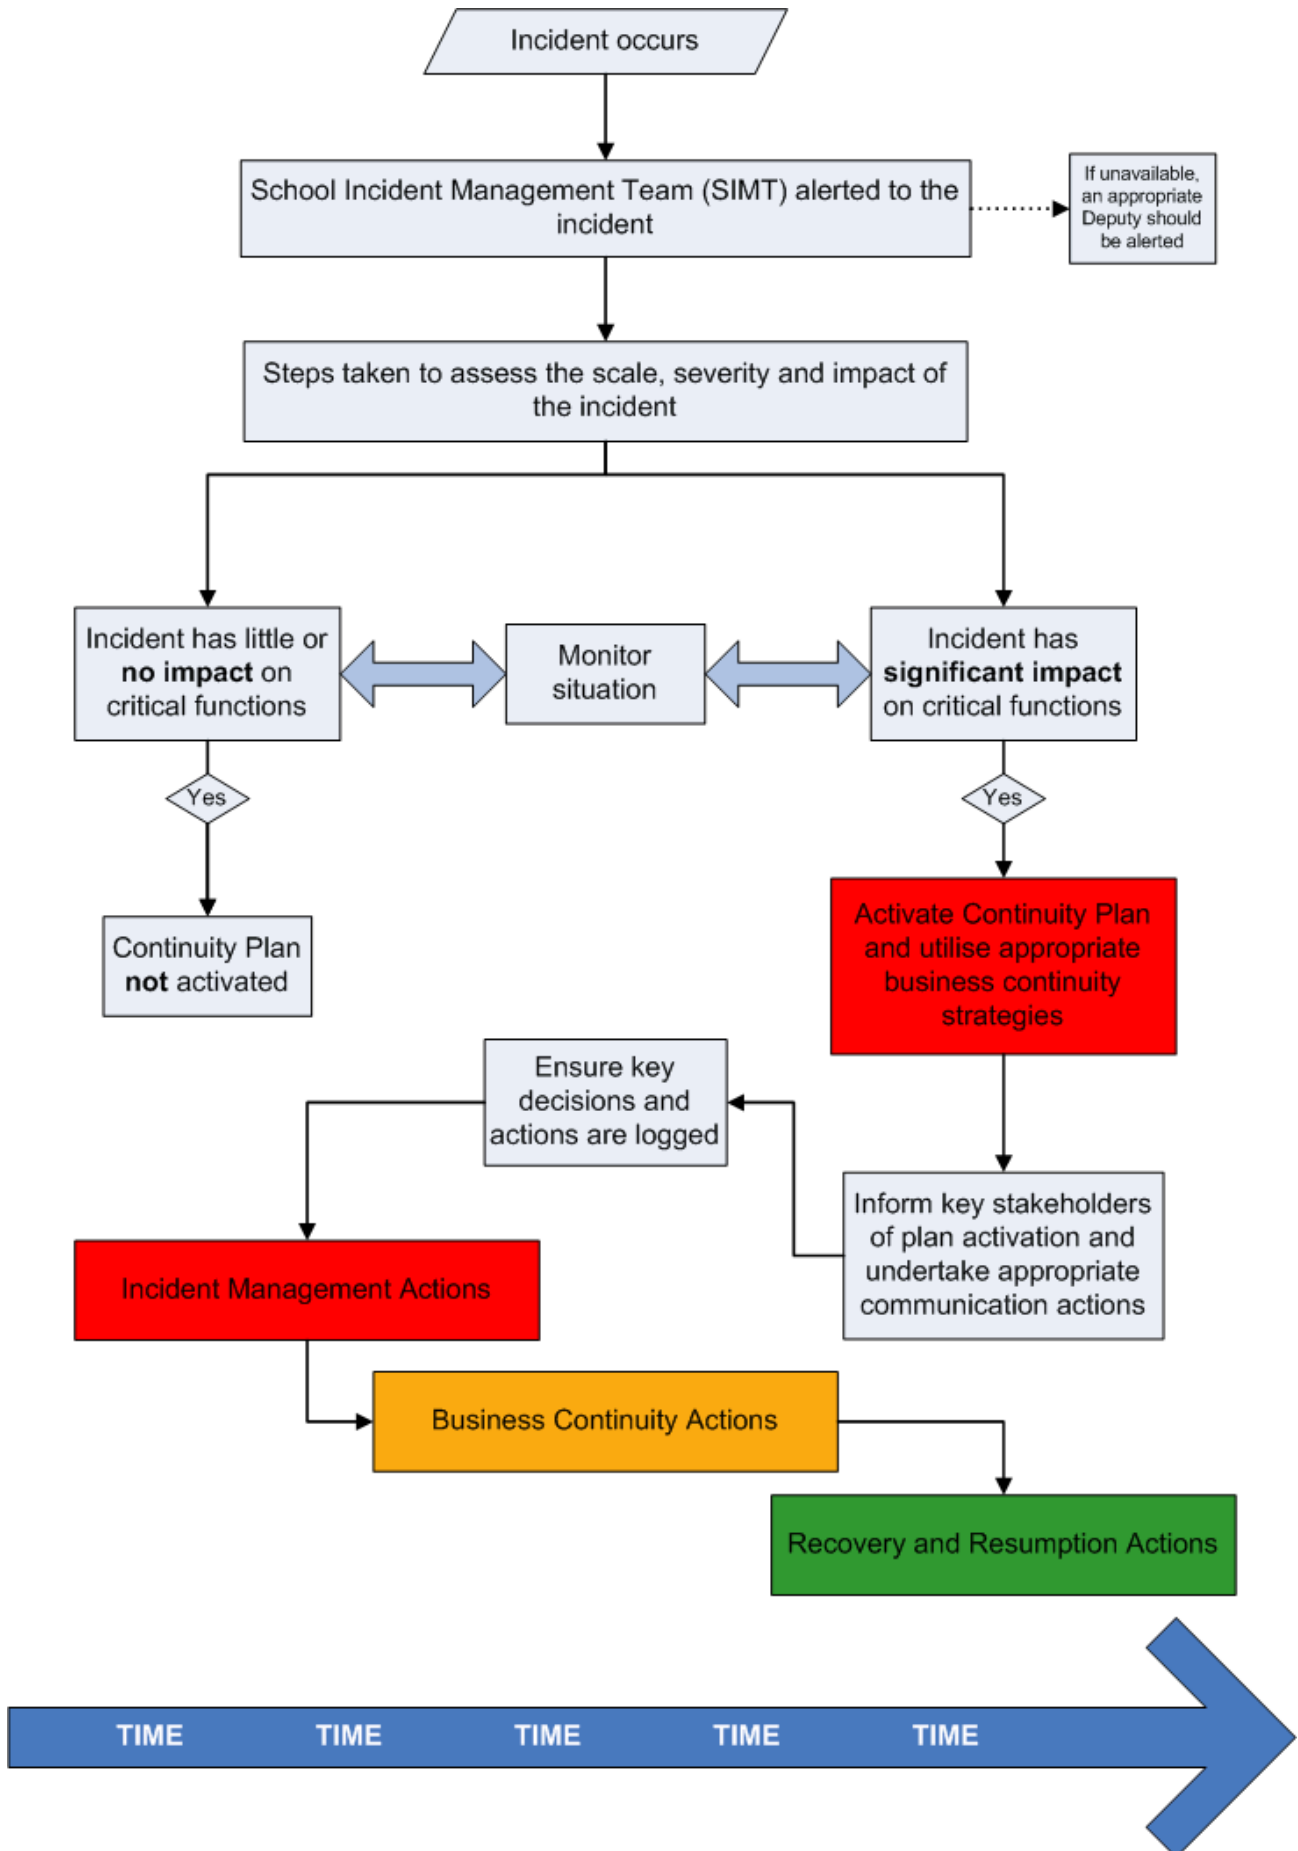 Incident occurs
School Incident Management Team (SIMT) alerted to the
incident
If unavailable,
an appropriate
Deputy should
be alerted
Steps taken to assess the scale, severity and impact of
the incident
Incident has little or
no impact on
critical functions
Monitor
situation
Incident has
significant impact
on critical functions
Yes
Yes
Continuity Plan
not activated
Activate Continuity Plan
and utilise appropriate
business continuity
strategies
Ensure key
decisions and
actions are logged
Inform key stakeholders
of plan activation and
undertake appropriate
communication actions
Incident Management Actions
Business Continuity Actions
Recovery and Resumption Actions
TIME TIME TIME TIME TIME